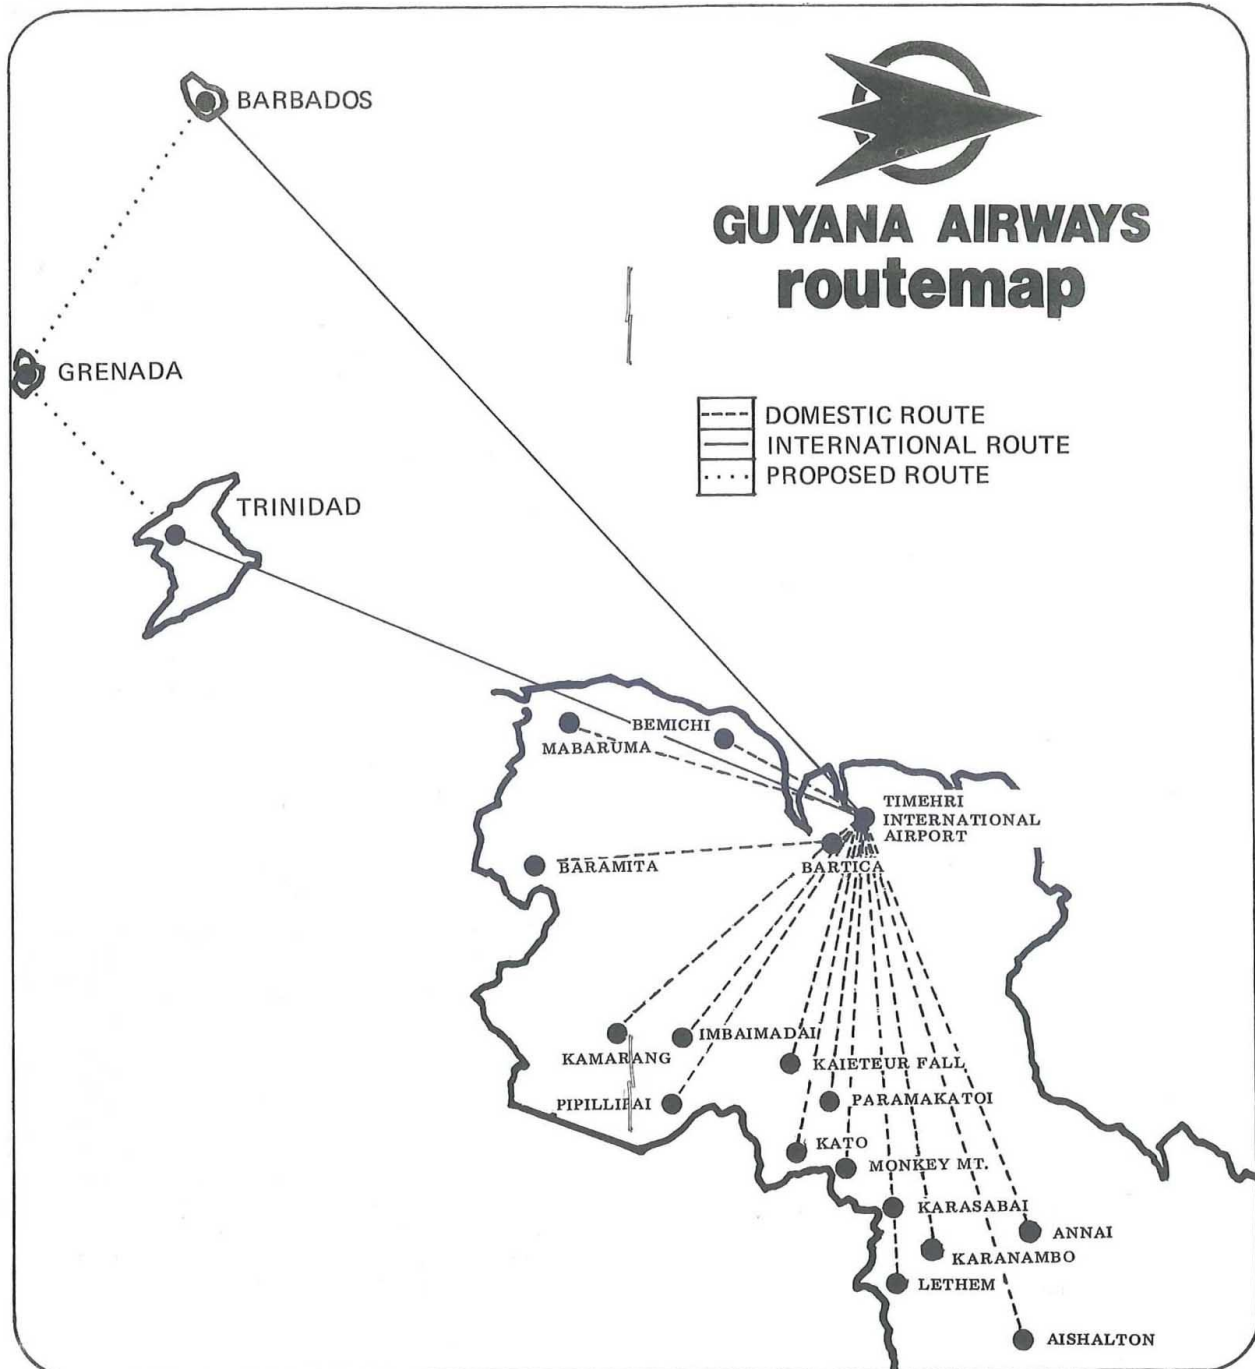 BARBADOS
GUYANA AIRWAYS
routemap
GRENADA
DOMESTIC ROUTE
INTERNATIONAL ROUTE
PROPOSED ROUTE
TRINIDAD
BEMICHI
MABARUMA
TIMEHRI
INTERNATIONAL
AIRPORT
BARAMITA
BARTICA
IMBAIMADAI
KAMARANG
KAIETEUR FALL
PIPILLIPAI
PARAMAKATOI
KATO
MONKEY MT.
KARASABAI
ANNAI
KARANAMBO
LETHEM
AISHALTON